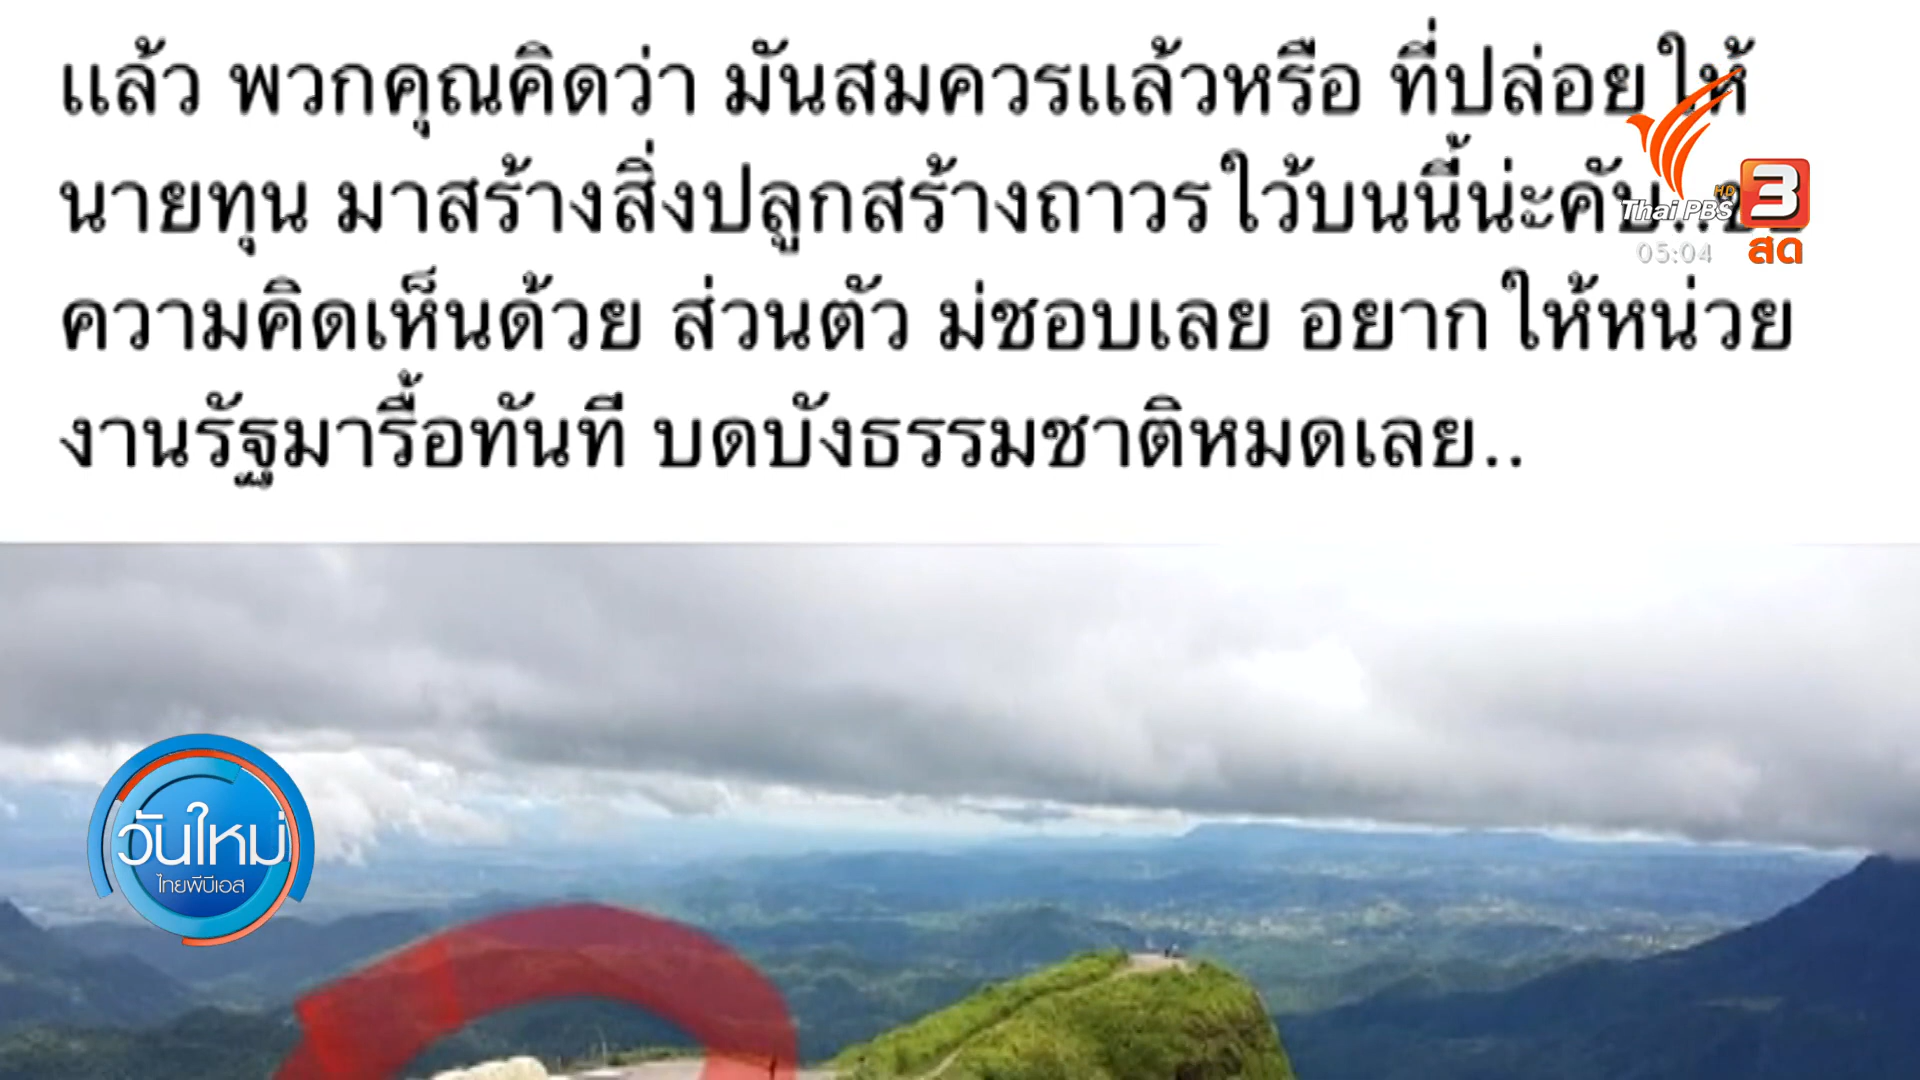 แล้ว พวกคุณคิดว่า มันสมควรแล้วหรือ ที่ปล่อยให้
นายทุน มาสร้างสิ่งปลูกสร้างถาวรใว้บนนี้น่ะคับ..
ความคิดเห็นด้วย ส่วนตัว ม่ชอบเลย อยากให้หน่วย
งานรัฐมารื้อทันที บดบังธรรมชาติหมดเลย..
Thai PBS HD 3
05:04 สด
วันใหม่
ไทยพีบีเอส